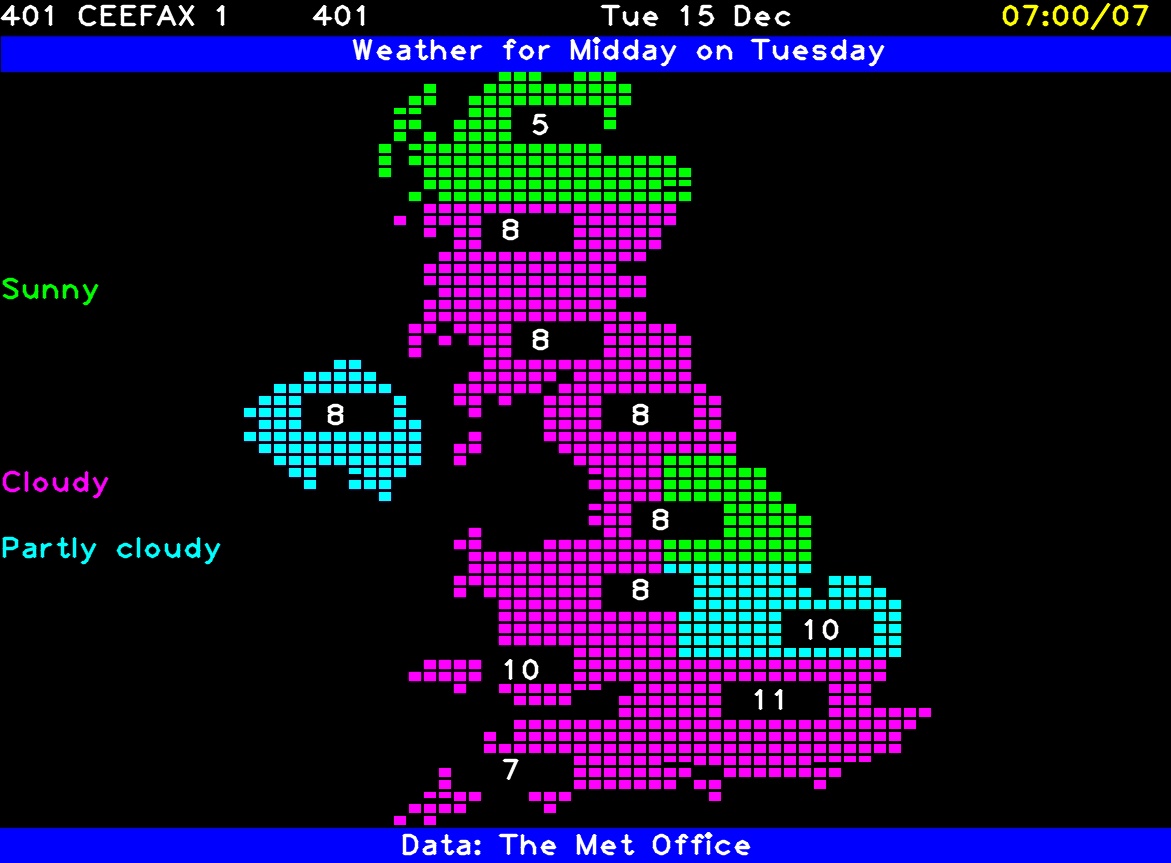 401 CEEFAX 1 401 Tue 15 Dec 07:00/07
Weather for Midday on Tuesday
5
8
Sunny
8
8
8
Cloudy
8
Partly cloudy
8
10
10
11
7
Data: The Met Office